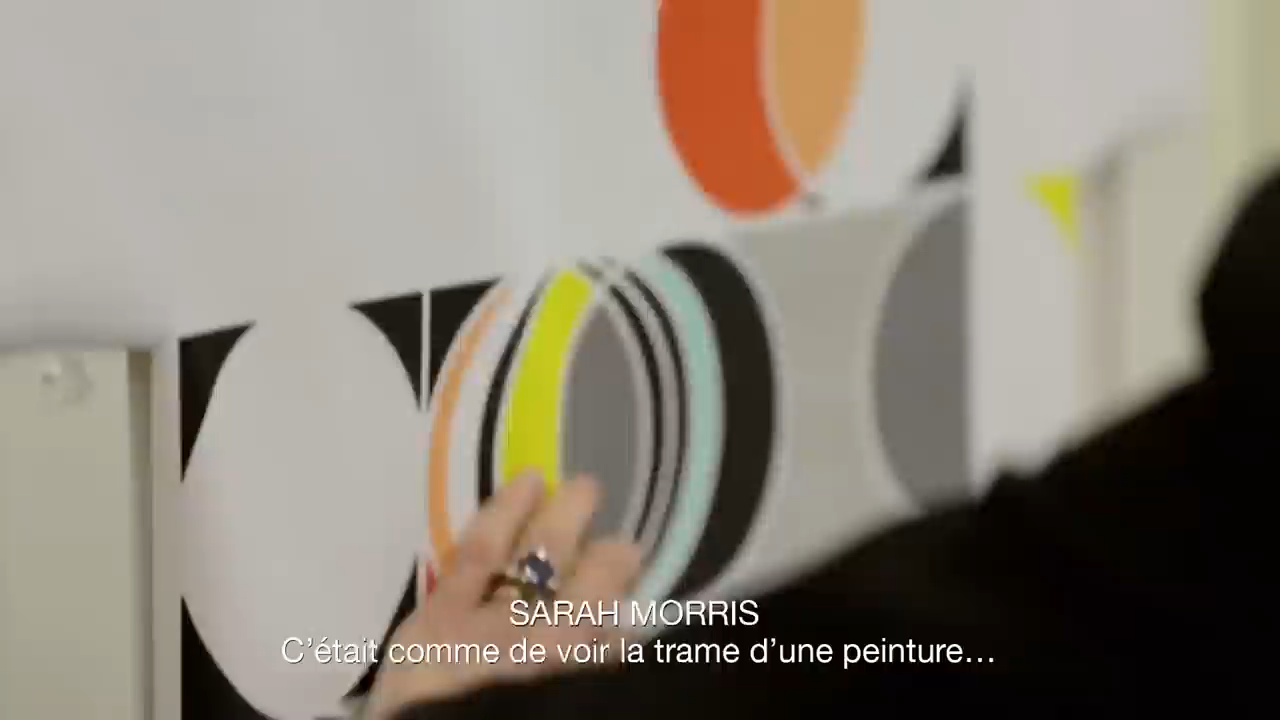 SARAH MORRIS
C’était comme de voir la trame d’une peinture…